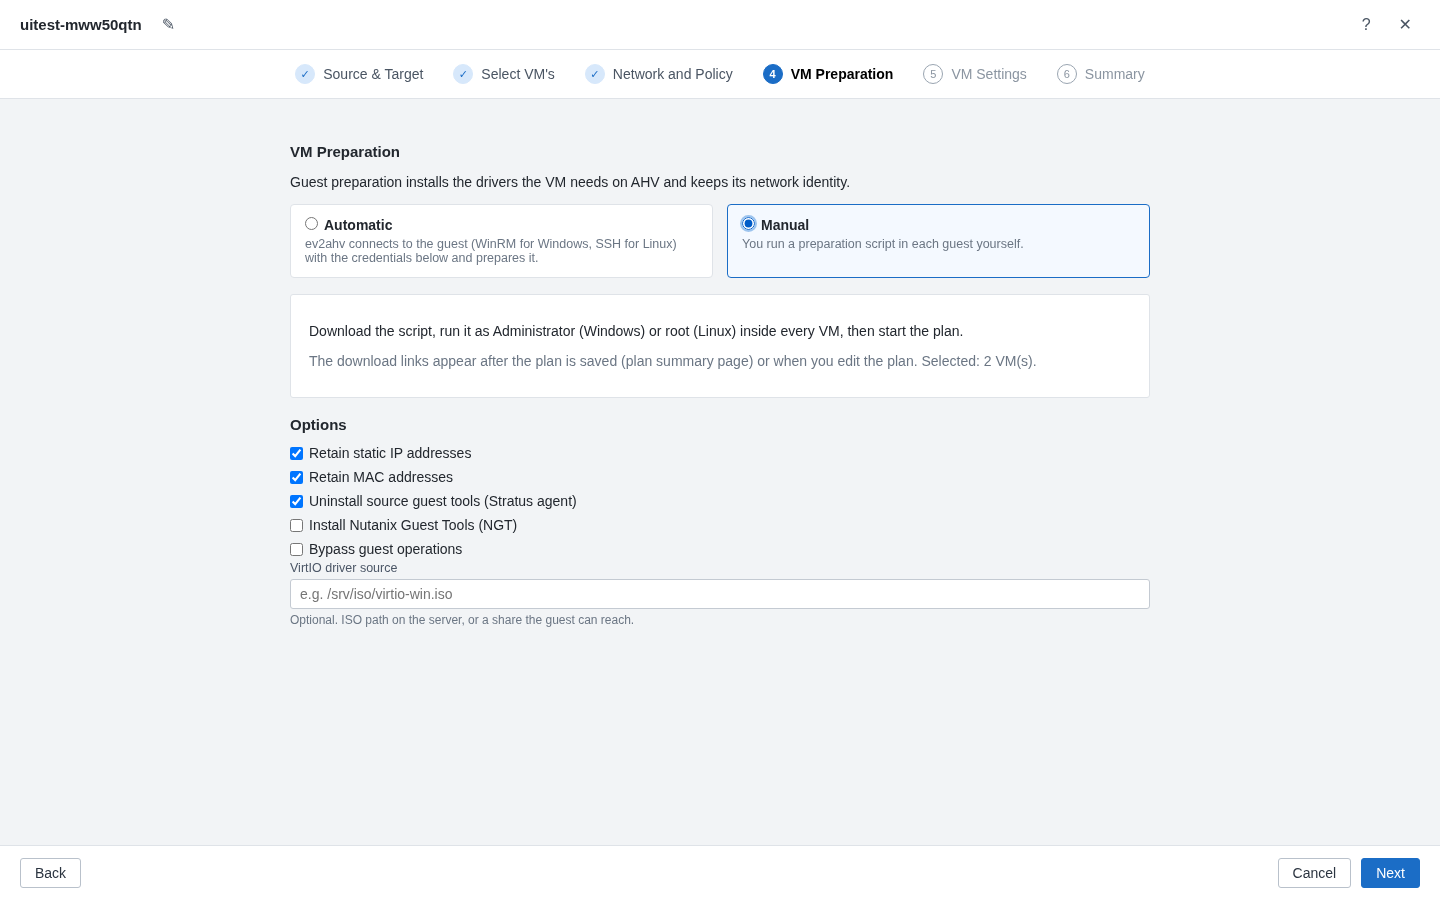 uitest-mww50qtn ✎ ? ✕
✓ Source & Target ✓ Select VM's ✓ Network and Policy 4 VM Preparation 5 VM Settings 6 Summary
VM Preparation
Guest preparation installs the drivers the VM needs on AHV and keeps its network identity.
Automatic
ev2ahv connects to the guest (WinRM for Windows, SSH for Linux)
with the credentials below and prepares it.
Manual
You run a preparation script in each guest yourself.
Download the script, run it as Administrator (Windows) or root (Linux) inside every VM, then start the plan.
The download links appear after the plan is saved (plan summary page) or when you edit the plan. Selected: 2 VM(s).
Options
Retain static IP addresses
Retain MAC addresses
Uninstall source guest tools (Stratus agent)
Install Nutanix Guest Tools (NGT)
Bypass guest operations
VirtIO driver source
e.g. /srv/iso/virtio-win.iso
Optional. ISO path on the server, or a share the guest can reach.
Back Cancel Next